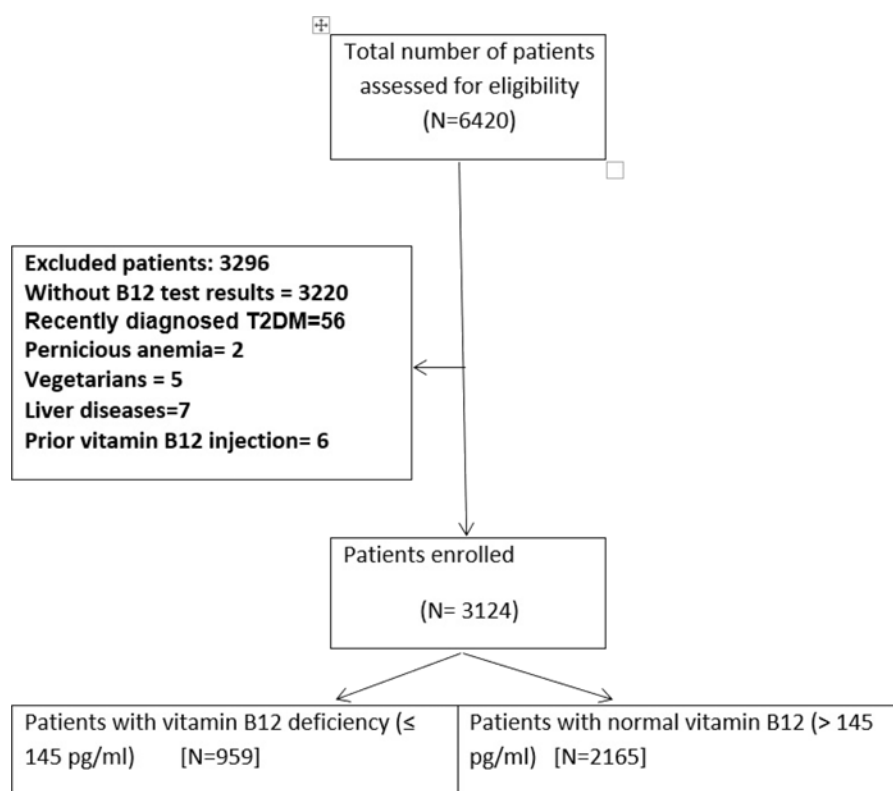 Total number of patients
assessed for eligibility
(N=6420)
Excluded patients: 3296
Without B12 test results = 3220
Recently diagnosed T2DM=56
Pernicious anemia= 2
Vegetarians = 5
Liver diseases=7
Prior vitamin B12 injection= 6
Patients enrolled
(N= 3124)
Patients with vitamin B12 deficiency (≤
145 pg/ml) [N=959]
Patients with normal vitamin B12 (> 145
pg/ml) [N=2165]